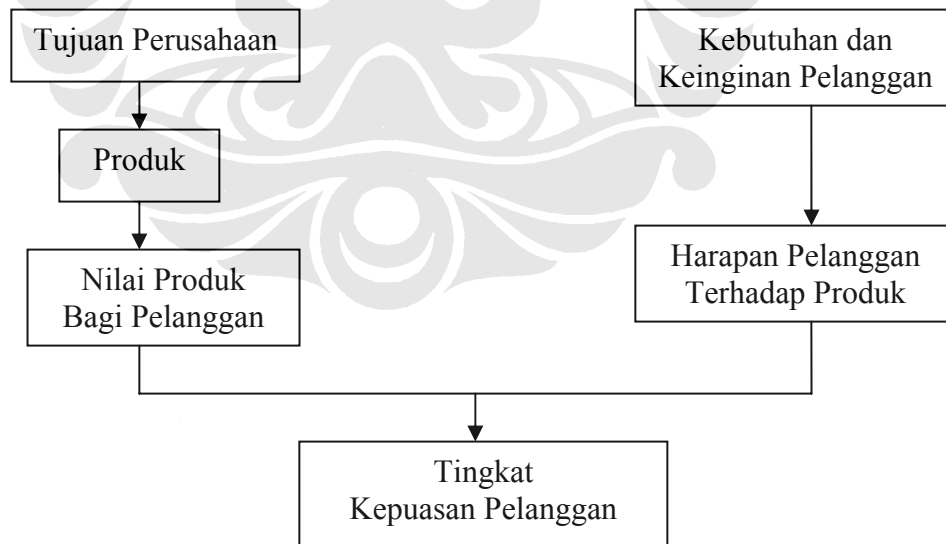 Tujuan Perusahaan
Produk
Nilai Produk
Bagi Pelanggan
Kebutuhan dan
Keinginan Pelanggan
Harapan Pelanggan
Terhadap Produk
Tingkat
Kepuasan Pelanggan